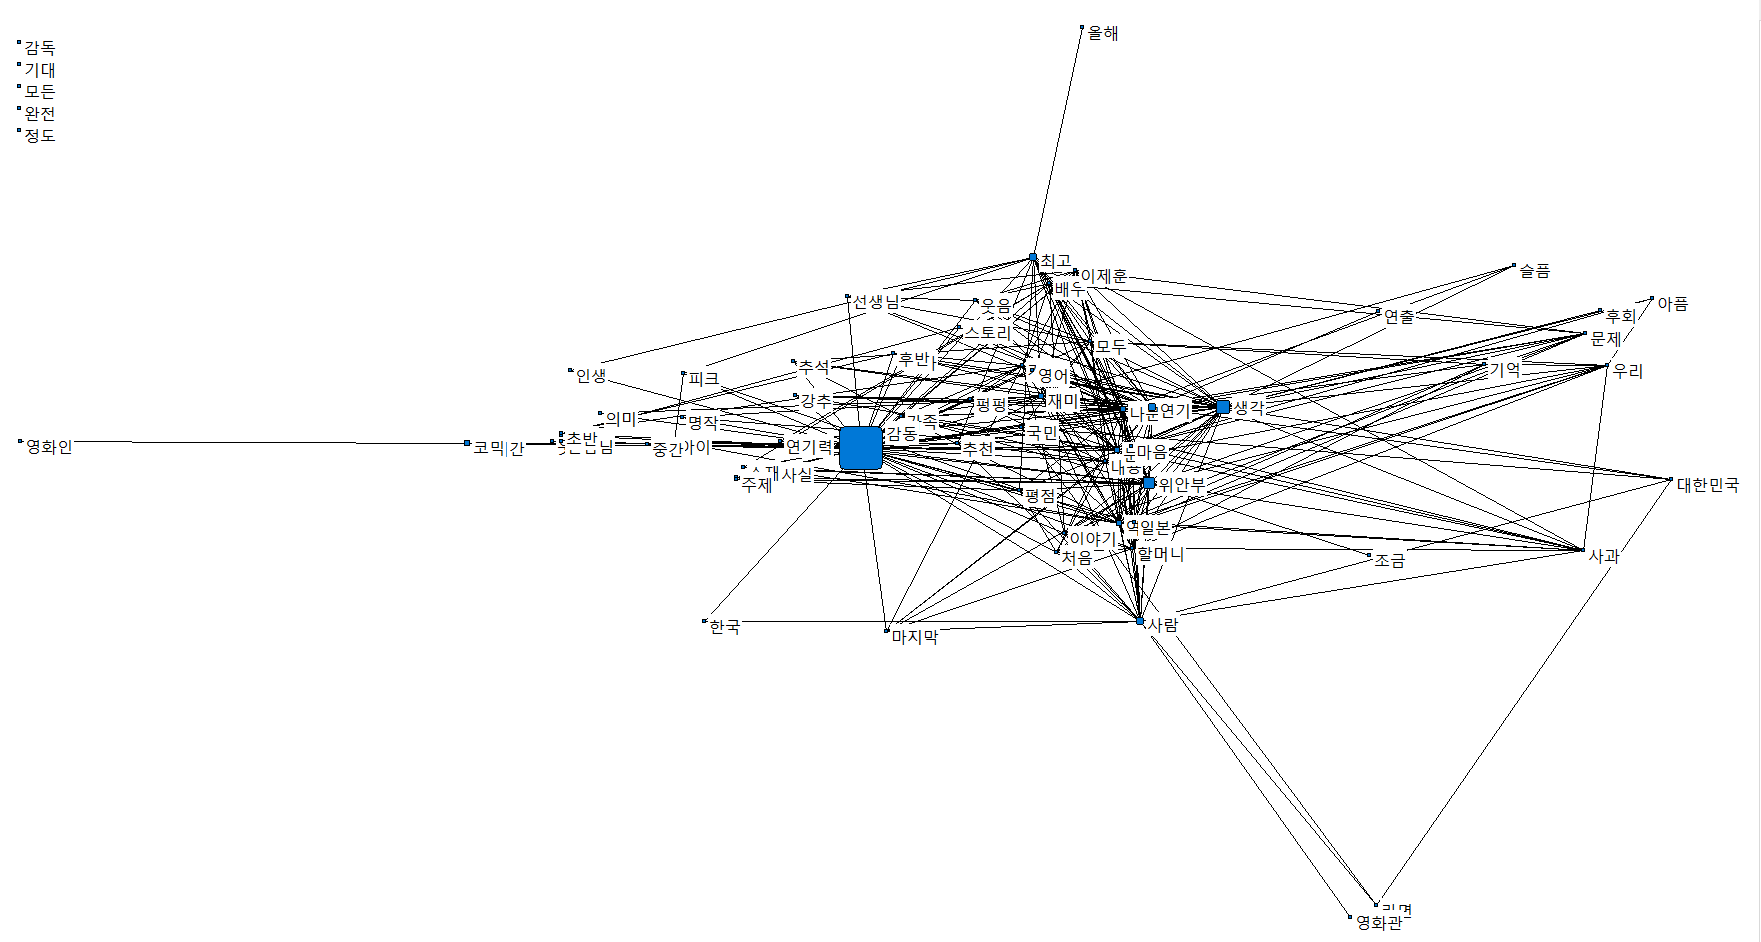 올해
감독
기대
모든
완전
정도
최고
이제훈
슬픔
배우
선생님
웃음
아픔
연출
후회
스토리
문제
모두
후반
추석
기억
우리
인생
피크
영어
강추
재미
평평
연기
생각
의미
명작
감동
국민
초반
영화인
코믹
중간
아이
연기력
추천
마음
사실
주제
위안부
대한민국
평점
일본
이야기
할머니
처음
조금
사과
한국
사람
마지막
영화관